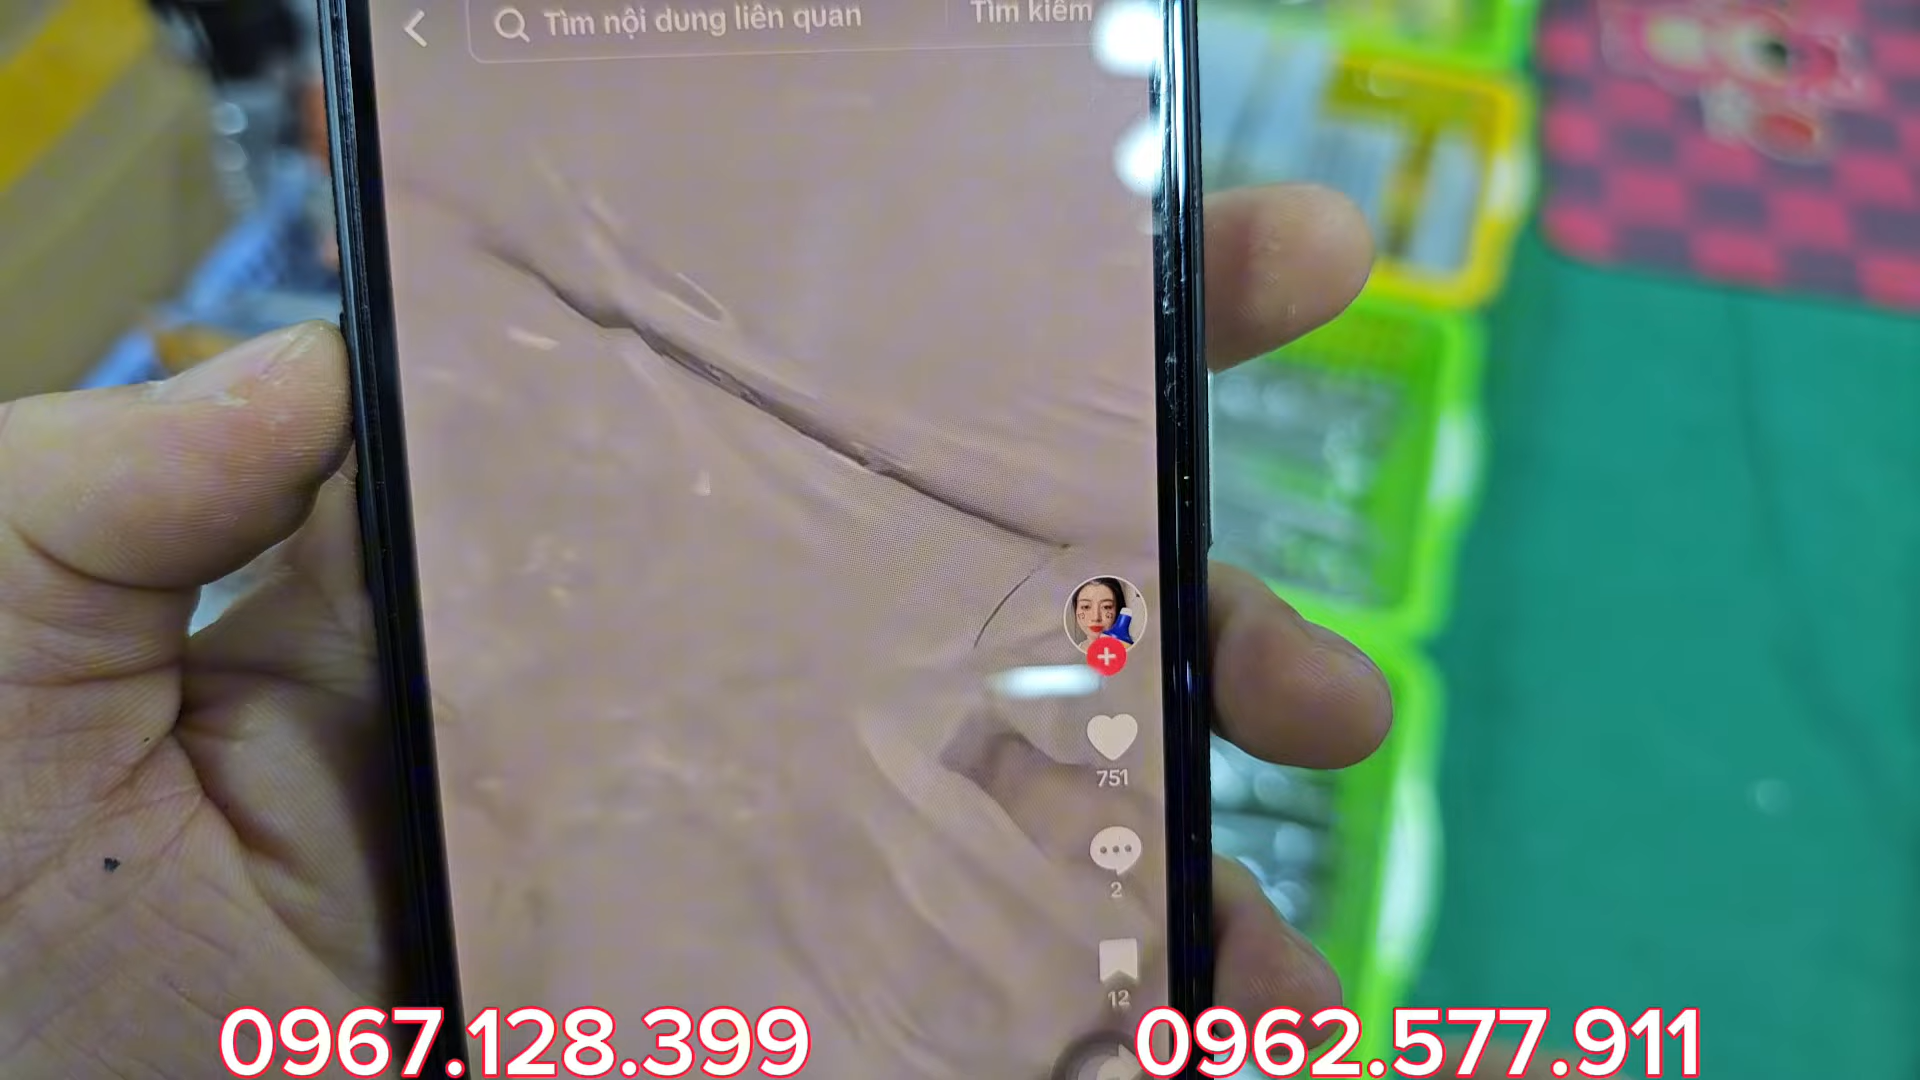 Tìm nội dung liên quan
Tìm kiếm
751
2
12
0967.128.399
0962.577.911